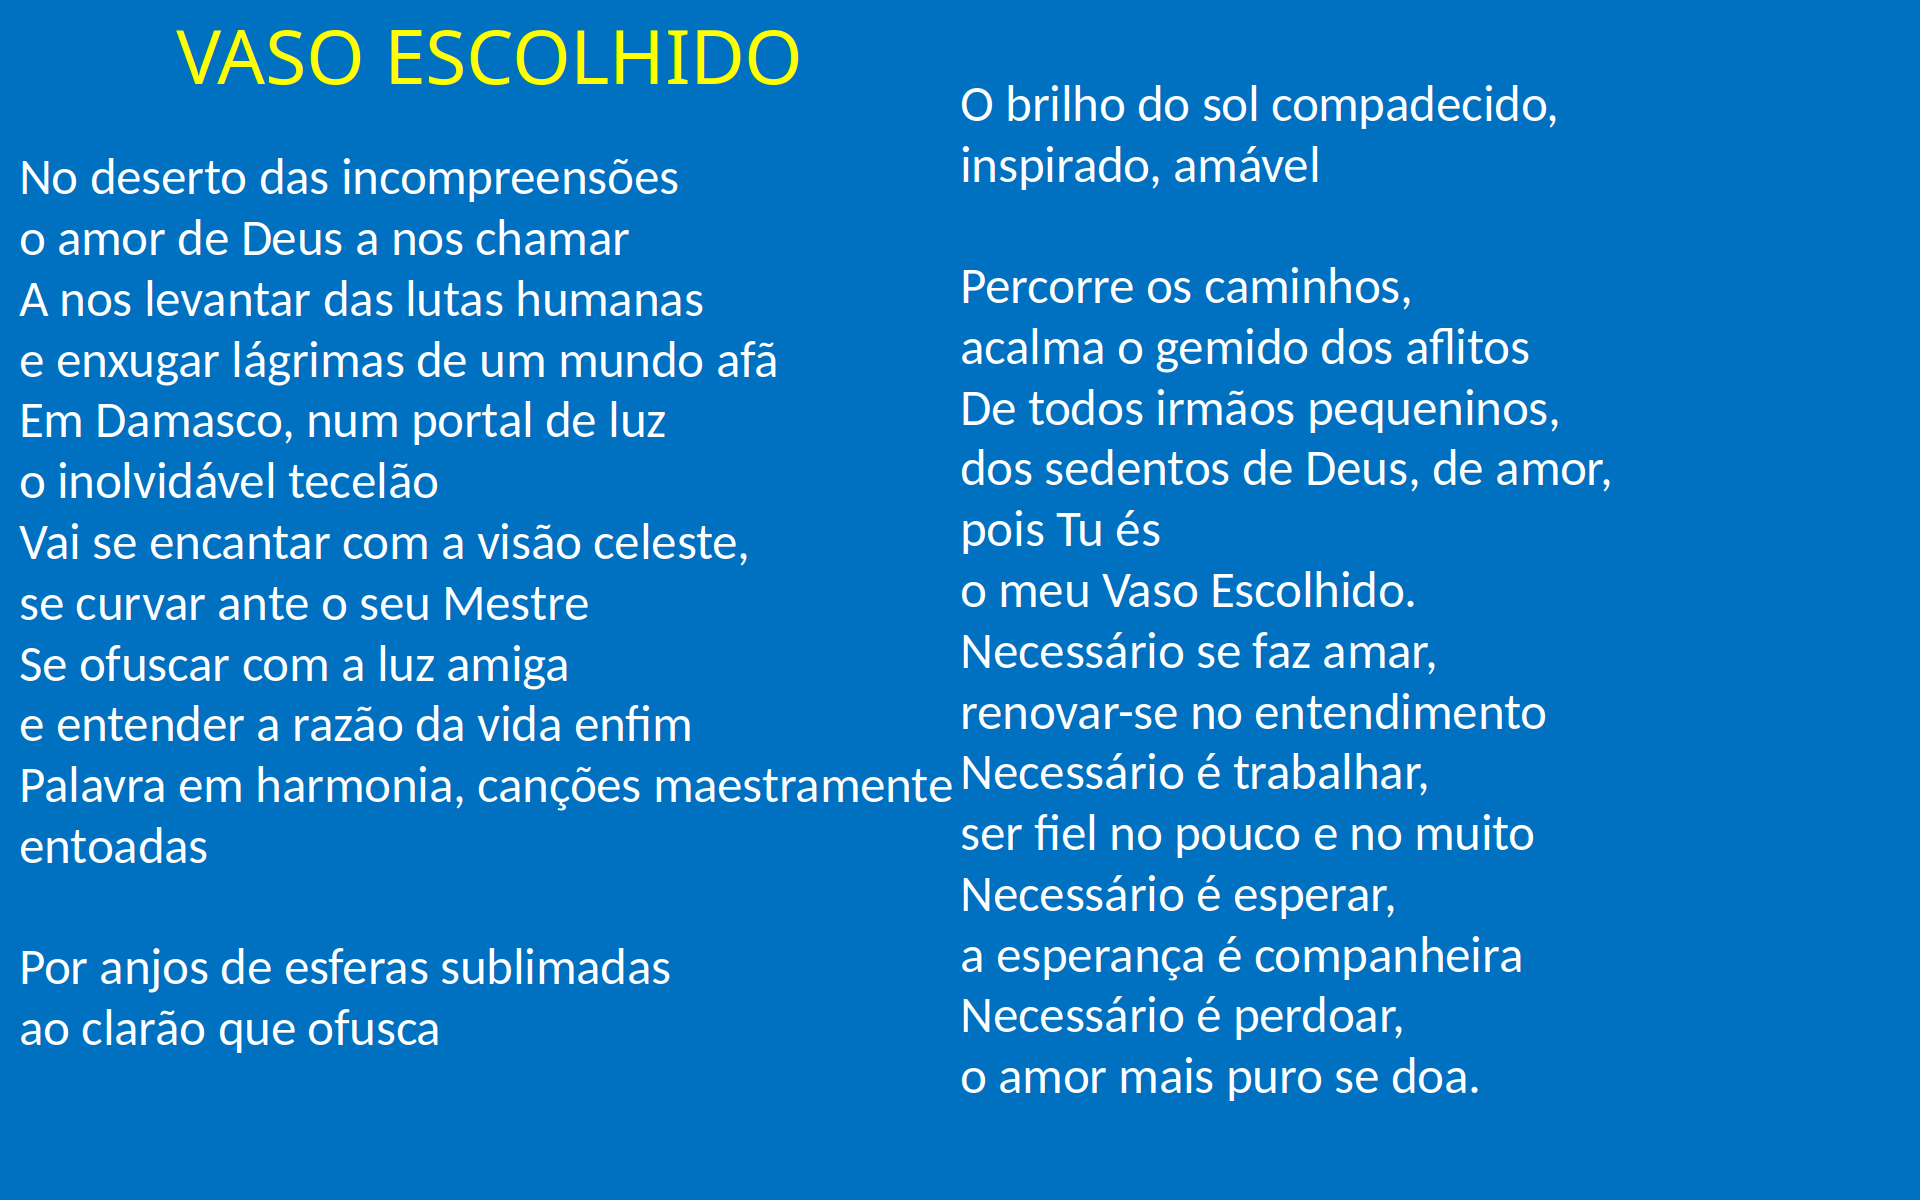 VASO ESCOLHIDO
No deserto das incompreensões
o amor de Deus a nos chamar
A nos levantar das lutas humanas
e enxugar lágrimas de um mundo afã
Em Damasco, num portal de luz
o inolvidável tecelão
Vai se encantar com a visão celeste,
se curvar ante o seu Mestre
Se ofuscar com a luz amiga
e entender a razão da vida enfim
Palavra em harmonia, canções maestramente
entoadas
Por anjos de esferas sublimadas
ao clarão que ofusca
O brilho do sol compadecido,
inspirado, amável
Percorre os caminhos,
acalma o gemido dos aflitos
De todos irmãos pequeninos,
dos sedentos de Deus, de amor,
pois Tu és
o meu Vaso Escolhido.
Necessário se faz amar,
renovar-se no entendimento
Necessário é trabalhar,
ser fiel no pouco e no muito
Necessário é esperar,
a esperança é companheira
Necessário é perdoar,
o amor mais puro se doa.